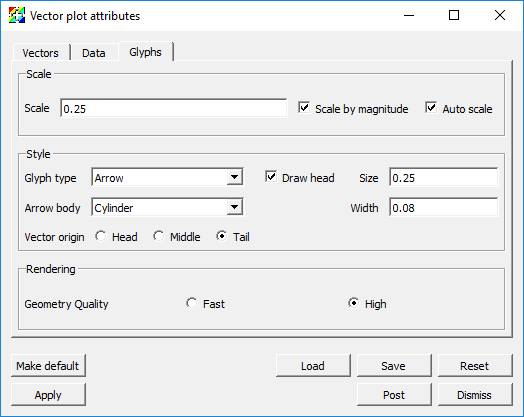 Vector plot attributes
Vectors Data Glyphs
Scale
Scale 0.25 Scale by magnitude Auto scale
Style
Glyph type Arrow Draw head Size 0.25
Arrow body Cylinder Width 0.08
Vector origin Head Middle Tail
Rendering
Geometry Quality Fast High
Make default Load Save Reset
Apply Post Dismiss